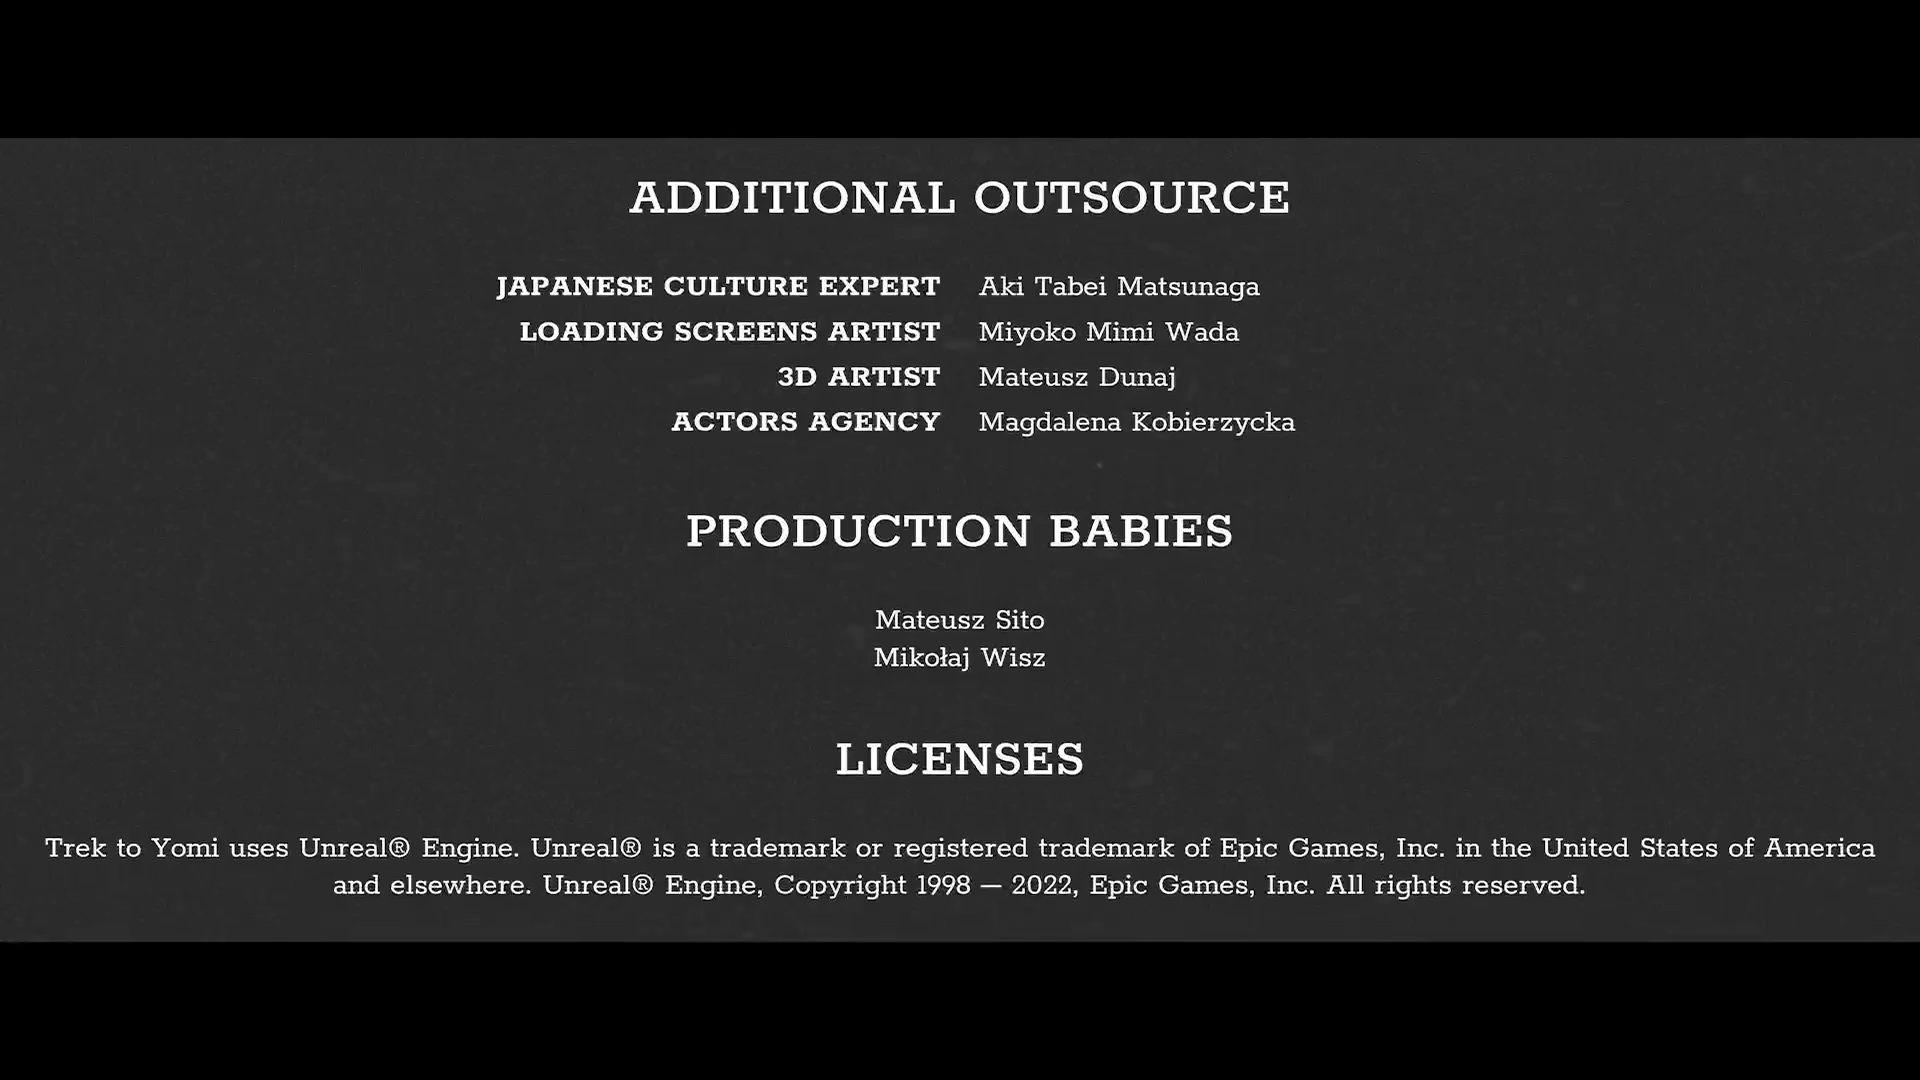 ADDITIONAL OUTSOURCE
JAPANESE CULTURE EXPERT Aki Tabei Matsunaga
LOADING SCREENS ARTIST Miyoko Mimi Wada
3D ARTIST Mateusz Dunaj
ACTORS AGENCY Magdalena Kobierzycka
PRODUCTION BABIES
Mateusz Sito
Mikołaj Wisz
LICENSES
Trek to Yomi uses Unreal® Engine. Unreal® is a trademark or registered trademark of Epic Games, Inc. in the United States of America
and elsewhere. Unreal® Engine, Copyright 1998 — 2022, Epic Games, Inc. All rights reserved.